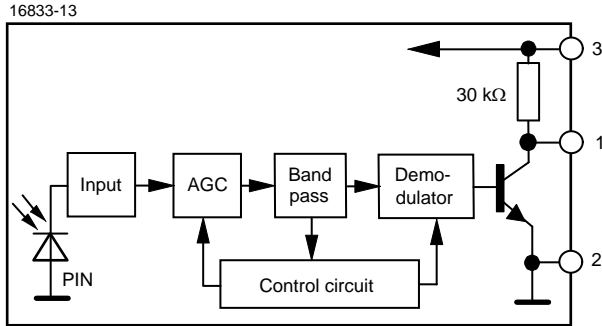 16833-13
3
30 kΩ
1
Input
AGC
Band
pass
Demo-
dulator
PIN
Control circuit
2